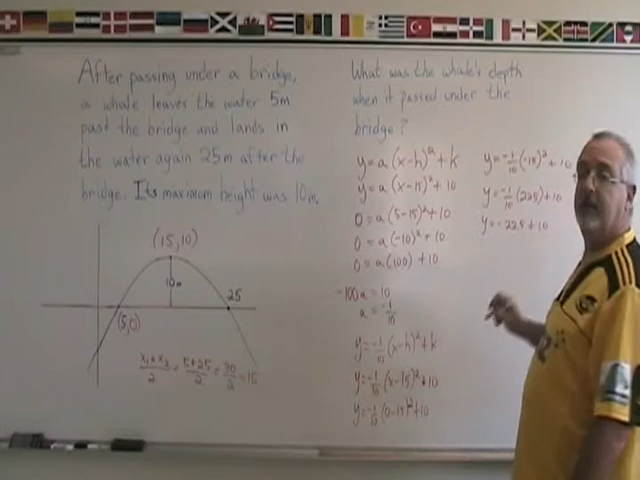 After passing under a bridge,
a whale leaves the water 5m
past the bridge and lands in
the water again 25m after the
bridge. Its maximum height was 10m.
(15,10)
10m
25
(5,0)
x₁+x₂/2 = 5+25/2 = 30/2 = 15
What was the whale's depth
when it passed under the
bridge?
y = a(x-h)²+k
y = a(x-15)²+10
0 = a(5-15)²+10
0 = a(-10)²+10
0 = a(100)+10
-100a = 10
a = -1/10
y = -1/10(x-h)²+k
y = -1/10(x-15)²+10
y = -1/10(0-15)²+10
y = -1/10(-15)²+10
y = -1/10(225)+10
y = -22.5+10